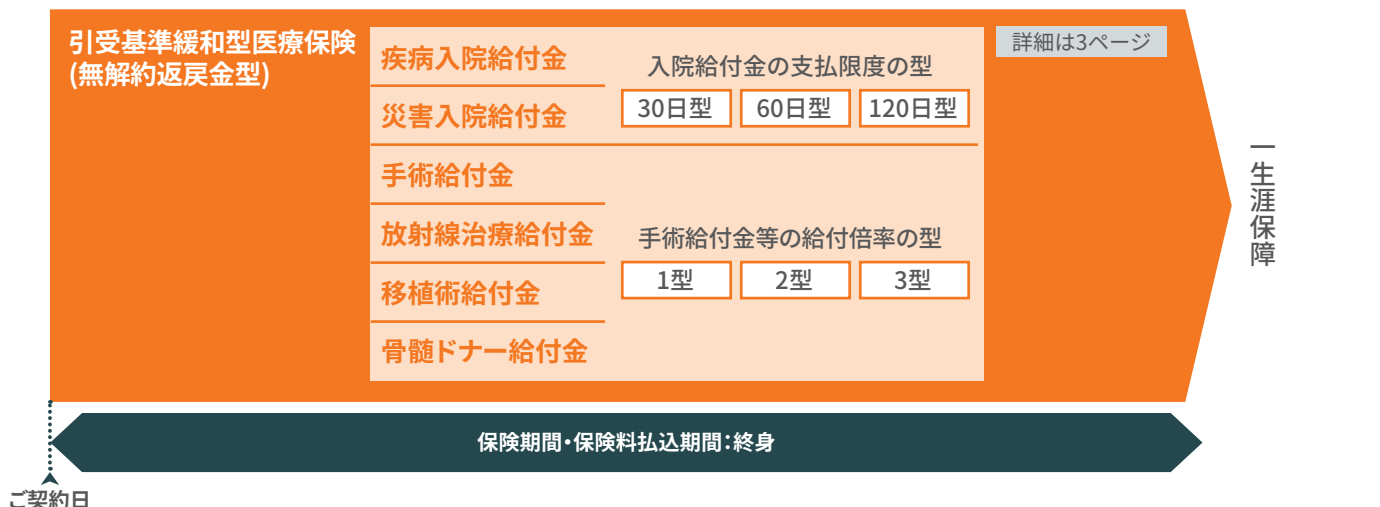 引受基準緩和型医療保険
(無解約返戻金型)
疾病入院給付金
災害入院給付金
手術給付金
放射線治療給付金
移植術給付金
骨髄ドナー給付金
入院給付金の支払限度の型
30日型 60日型 120日型
手術給付金等の給付倍率の型
1型 2型 3型
詳細は3ページ
一生涯保障
保険期間・保険料払込期間：終身
ご契約日